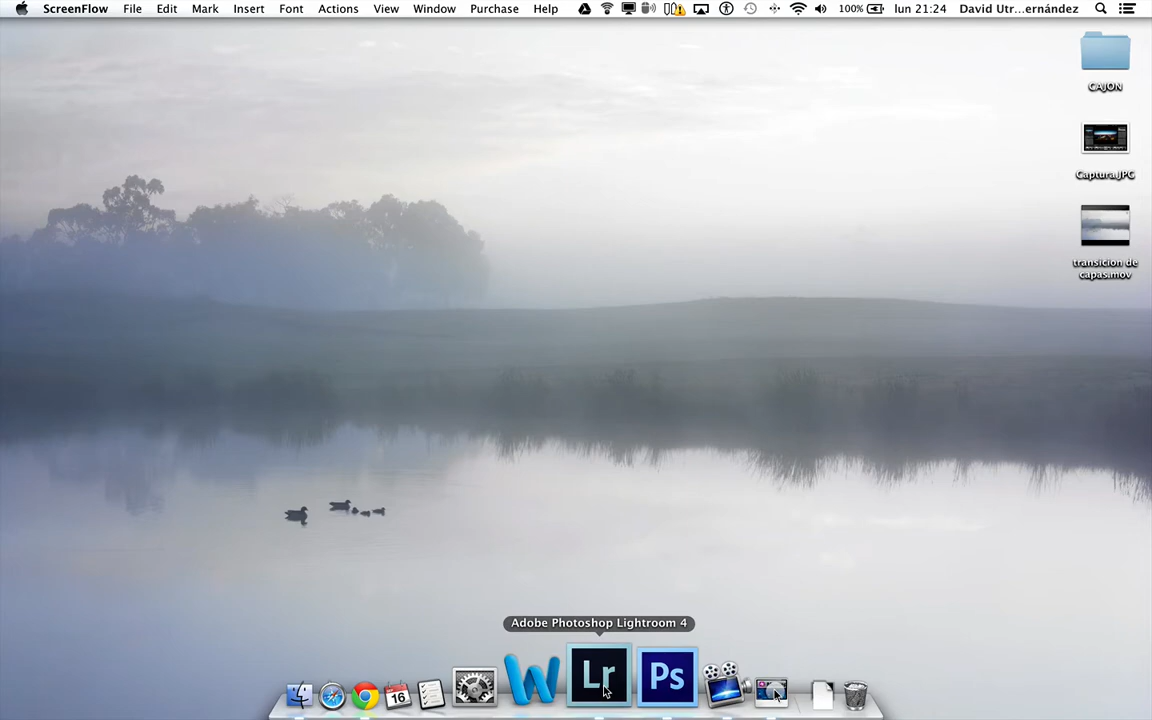 ScreenFlow File Edit Mark Insert Font Actions View Window Purchase Help 100% lun 21:24 David Utr...ernández
CAJON
Captura.JPG
transicion de
capas.mov
Adobe Photoshop Lightroom 4
16
W
Lr
Ps